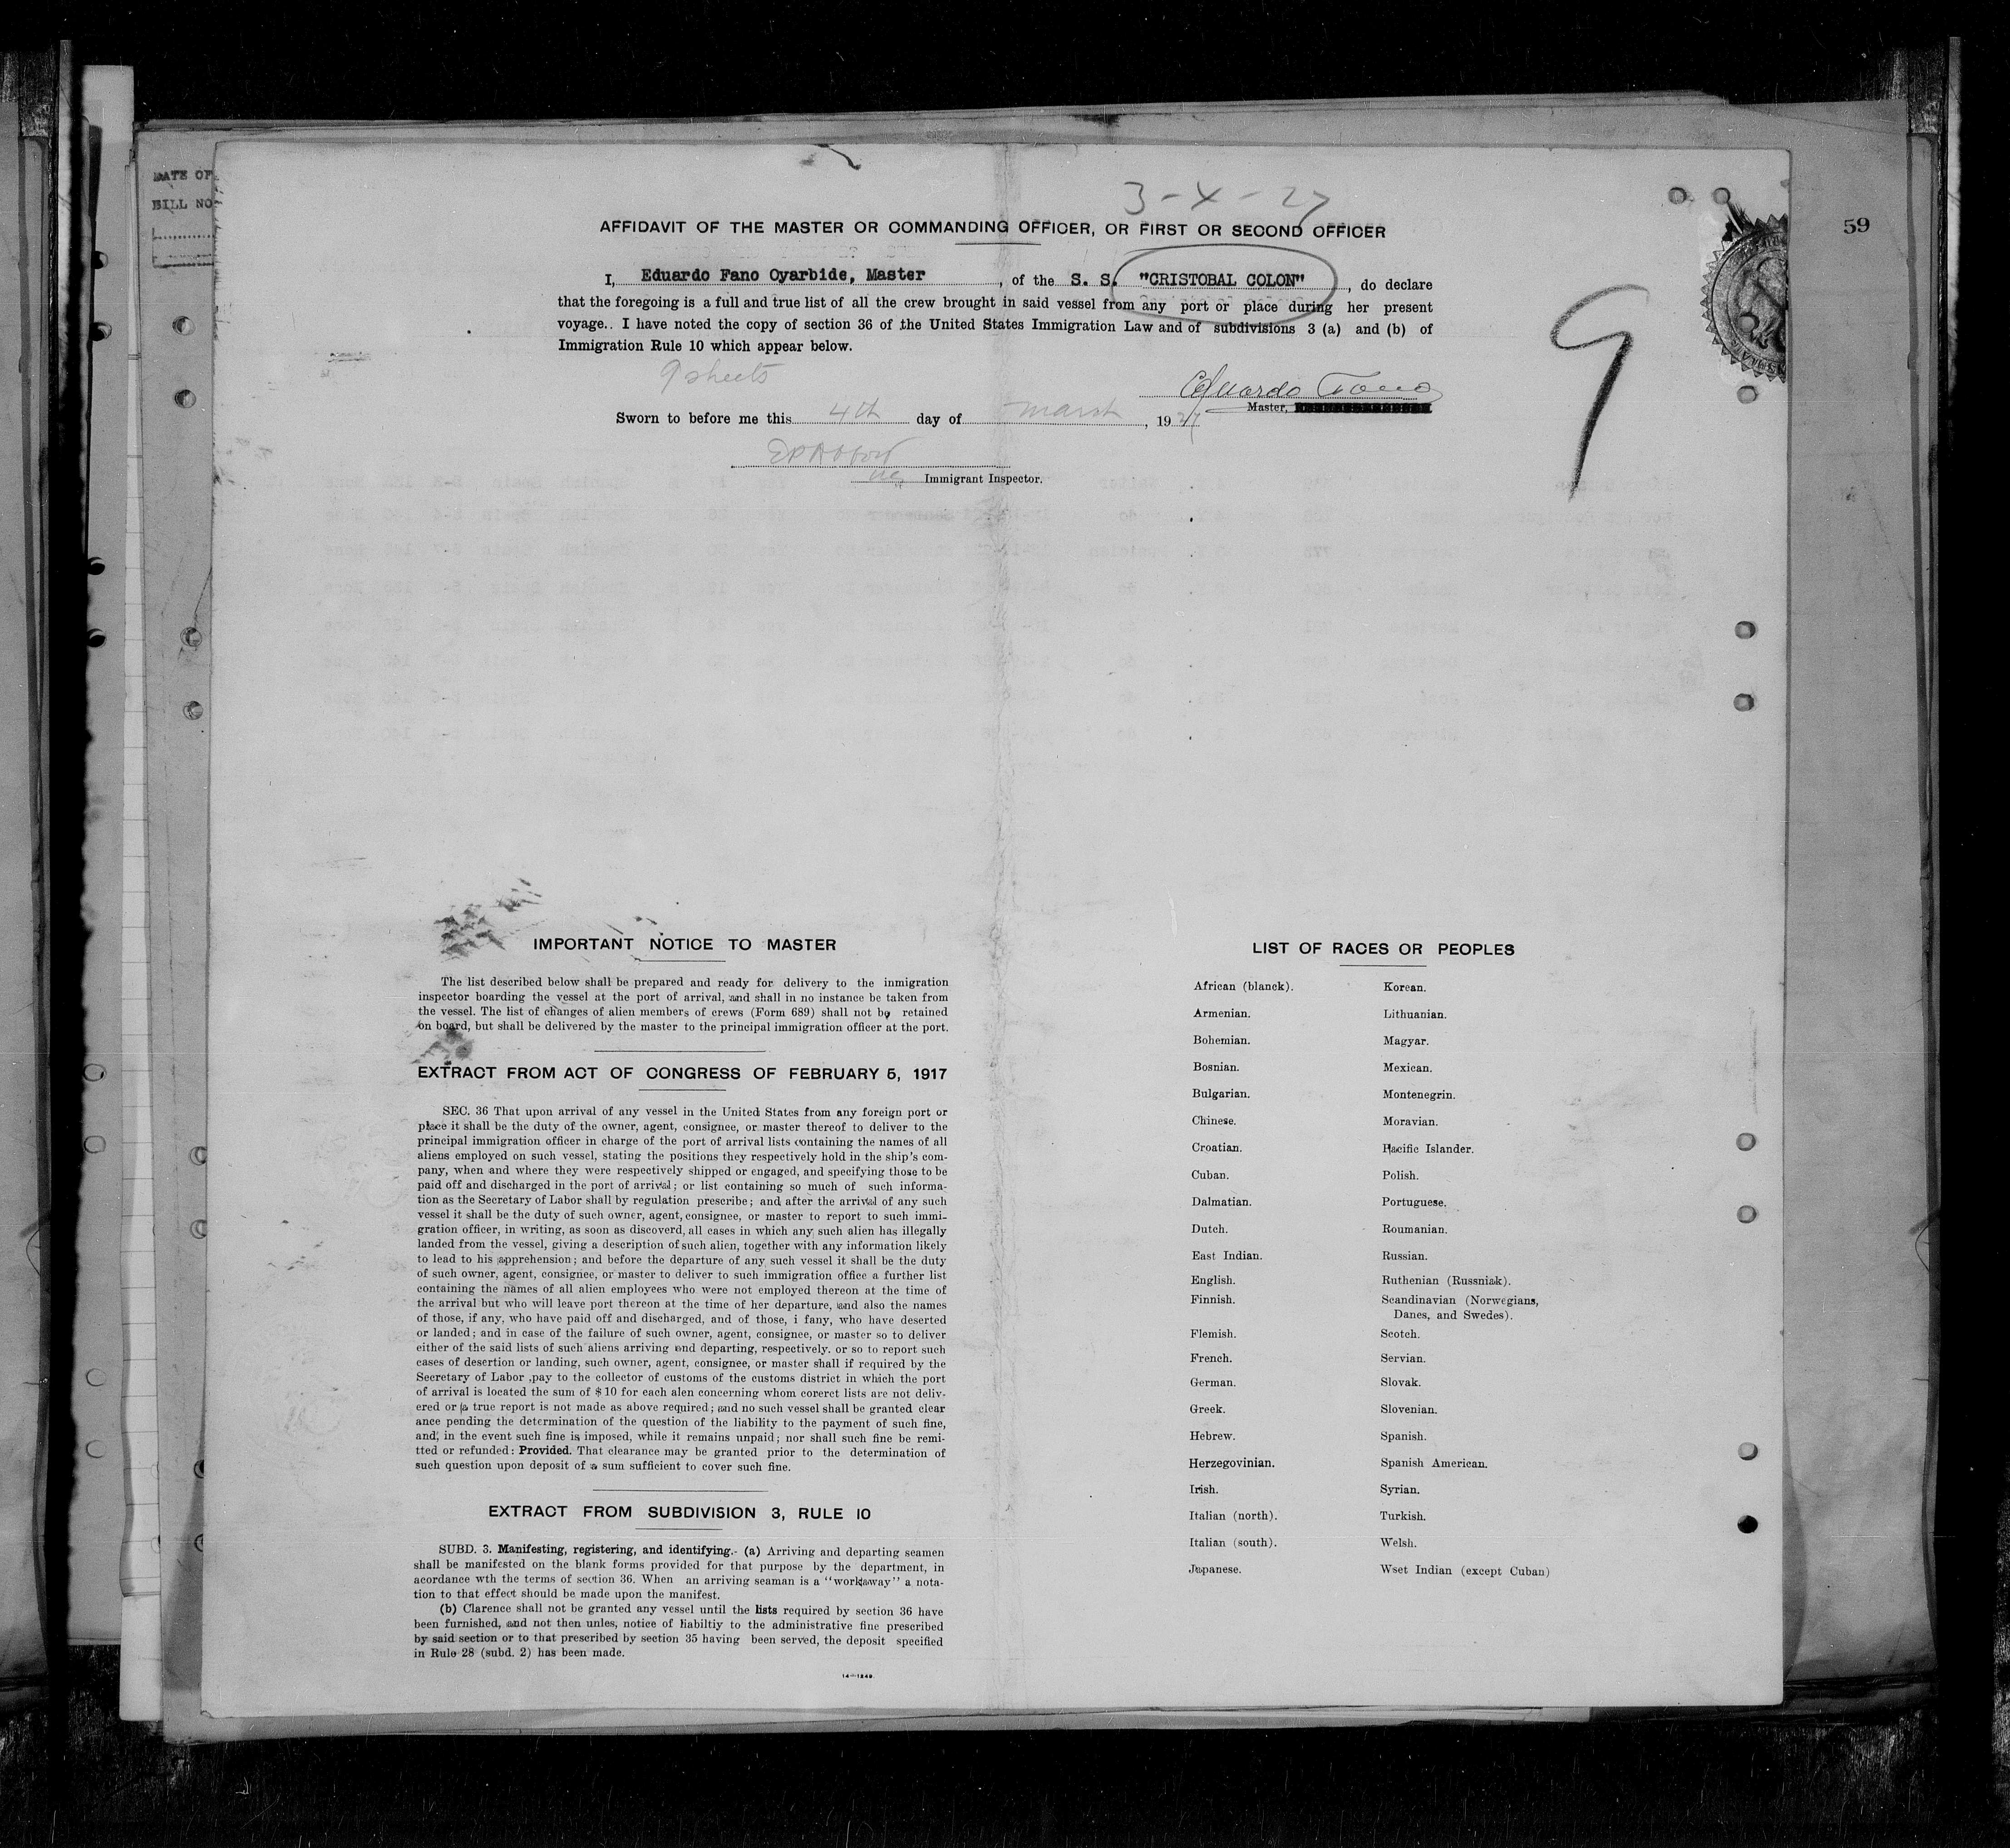 DATE OF
BILL NO
59
AFFIDAVIT OF THE MASTER OR COMMANDING OFFICER, OR FIRST OR SECOND OFFICER
I, Eduardo Fano Oyarbide, Master, of the S. S. "CRISTOBAL COLON", do declare
that the foregoing is a full and true list of all the crew brought in said vessel from any port or place during her present
voyage.. I have noted the copy of section 36 of the United States Immigration Law and of subdivisions 3 (a) and (b) of
Immigration Rule 10 which appear below.
9 sheets
9
Eduardo Fano
Master,
Sworn to before me this 4th day of March, 1927
Immigrant Inspector.
IMPORTANT NOTICE TO MASTER
The list described below shall be prepared and ready for delivery to the inmigration
inspector boarding the vessel at the port of arrival, and shall in no instance be taken from
the vessel. The list of changes of alien members of crews (Form 689) shall not be retained
on board, but shall be delivered by the master to the principal immigration officer at the port.
EXTRACT FROM ACT OF CONGRESS OF FEBRUARY 5, 1917
SEC. 36 That upon arrival of any vessel in the United States from any foreign port or
place it shall be the duty of the owner, agent, consignee, or master thereof to deliver to the
principal immigration officer in charge of the port of arrival lists containing the names of all
aliens employed on such vessel, stating the positions they respectively hold in the ship's com-
pany, when and where they were respectively shipped or engaged, and specifying those to be
paid off and discharged in the port of arrival; or list containing so much of such informa-
tion as the Secretary of Labor shall by regulation prescribe; and after the arrival of any such
vessel it shall be the duty of such owner, agent, consignee, or master to report to such immi-
gration officer, in writing, as soon as discoverd, all cases in which any such alien has illegally
landed from the vessel, giving a description of such alien, together with any information likely
to lead to his apprehension; and before the departure of any such vessel it shall be the duty
of such owner, agent, consignee, or master to deliver to such immigration office a further list
containing the names of all alien employees who were not employed thereon at the time of
the arrival but who will leave port thereon at the time of her departure, and also the names
of those, if any, who have paid off and discharged, and of those, i fany, who have deserted
or landed; and in case of the failure of such owner, agent, consignee, or master so to deliver
either of the said lists of such aliens arriving and departing, respectively. or so to report such
cases of desertion or landing, such owner, agent, consignee, or master shall if required by the
Secretary of Labor ,pay to the collector of customs of the customs district in which the port
of arrival is located the sum of $10 for each alen concerning whom corerct lists are not deliv-
ered or a true report is not made as above required; and no such vessel shall be granted clear
ance pending the determination of the question of the liability to the payment of such fine,
and, in the event such fine is imposed, while it remains unpaid; nor shall such fine be remi-
tted or refunded: Provided. That clearance may be granted prior to the determination of
such question upon deposit of a sum sufficient to cover such fine.
EXTRACT FROM SUBDIVISION 3, RULE 10
SUBD. 3. Manifesting, registering, and identifying.- (a) Arriving and departing seamen
shall be manifested on the blank forms provided for that purpose by the department, in
acordance wth the terms of section 36. When an arriving seaman is a "workaway" a nota-
tion to that effect should be made upon the manifest.
(b) Clarence shall not be granted any vessel until the lists required by section 36 have
been furnished, and not then unles, notice of liabiltiy to the administrative fine prescribed
by said section or to that prescribed by section 35 having been served, the deposit specified
in Rule 28 (subd. 2) has been made.
14-1240
LIST OF RACES OR PEOPLES
African (blanck). Korean.
Armenian. Lithuanian.
Bohemian. Magyar.
Bosnian. Mexican.
Bulgarian. Montenegrin.
Chinese. Moravian.
Croatian. Pacific Islander.
Cuban. Polish.
Dalmatian. Portuguese.
Dutch. Roumanian.
East Indian. Russian.
English. Ruthenian (Russniak).
Finnish. Scandinavian (Norwegians,
Danes, and Swedes).
Flemish. Scotch.
French. Servian.
German. Slovak.
Greek. Slovenian.
Hebrew. Spanish.
Herzegovinian. Spanish American.
Irish. Syrian.
Italian (north). Turkish.
Italian (south). Welsh.
Japanese. Wset Indian (except Cuban)